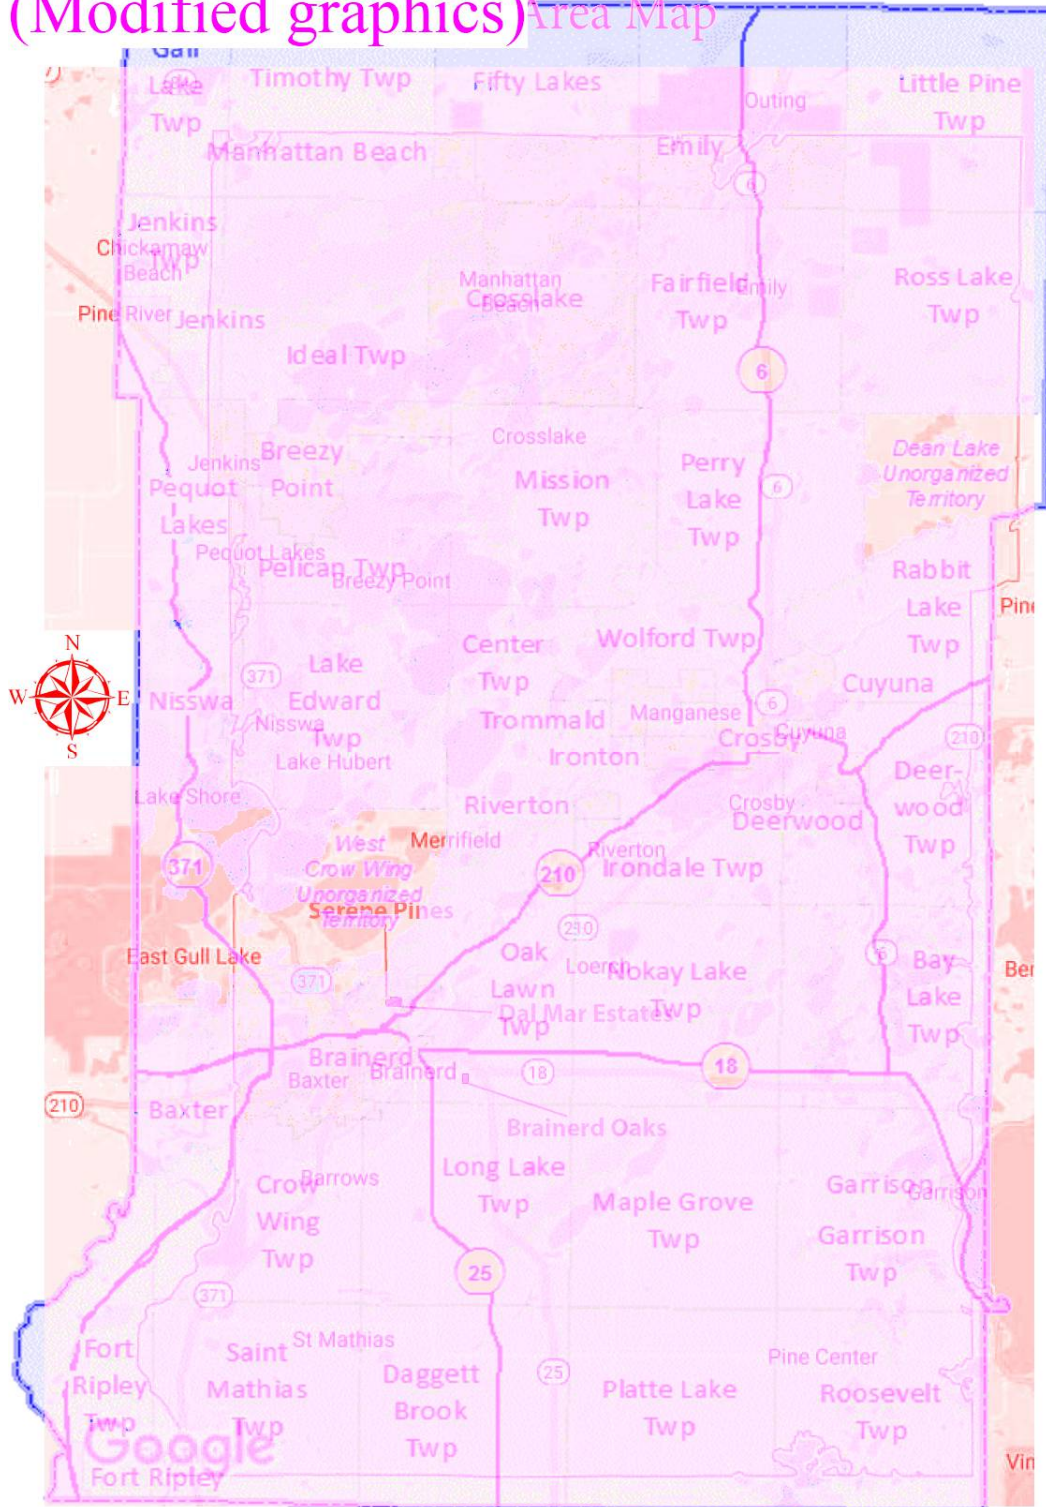 (Modified graphics) Area Map
Gail
Lake
Twp
Timothy Twp
Fifty Lakes
Little Pine
Twp
Outing
Emily
Manhattan Beach
6
Jenkins
Twp
Chickamaw
Beach
Pine River
Jenkins
Manhattan
Beach
Crosslake
Fairfield
Twp
Emily
Ross Lake
Twp
Ideal Twp
6
Crosslake
Breezy
Point
Jenkins
Pequot
Lakes
Mission
Twp
Perry
Lake
Twp
6
Dean Lake
Unorganized
Territory
Pequot Lakes
Pelican Twp
Breezy Point
Rabbit
Lake
Twp
Pine
N
W E
S
Center
Twp
Wolford Twp
Lake
Edward
Twp
371
Nisswa
Nisswa
Lake Hubert
Trommald
Manganese
6
Cuyuna
Crosby
Cuyuna
210
Ironton
Lake Shore
Riverton
Crosby
Deerwood
Deer-
wood
Twp
371
West
Crow Wing
Unorganized
Territory
Merrifield
210
Riverton
Irondale Twp
Serene Pines
East Gull Lake
371
210
Oak
Lawn
Twp
Loerch
Nokay Lake
Twp
6
Bay
Lake
Twp
Dal Mar Estates
Brainerd
Baxter
Brainerd
18
18
210
Baxter
Brainerd Oaks
Crow
Wing
Twp
Barrows
Long Lake
Twp
Maple Grove
Twp
Garrison
Garrison
Garrison
Twp
25
371
Fort
Ripley
Twp
Saint
Mathias
Twp
St Mathias
Daggett
Brook
Twp
25
Platte Lake
Twp
Pine Center
Roosevelt
Twp
Google
Fort Ripley